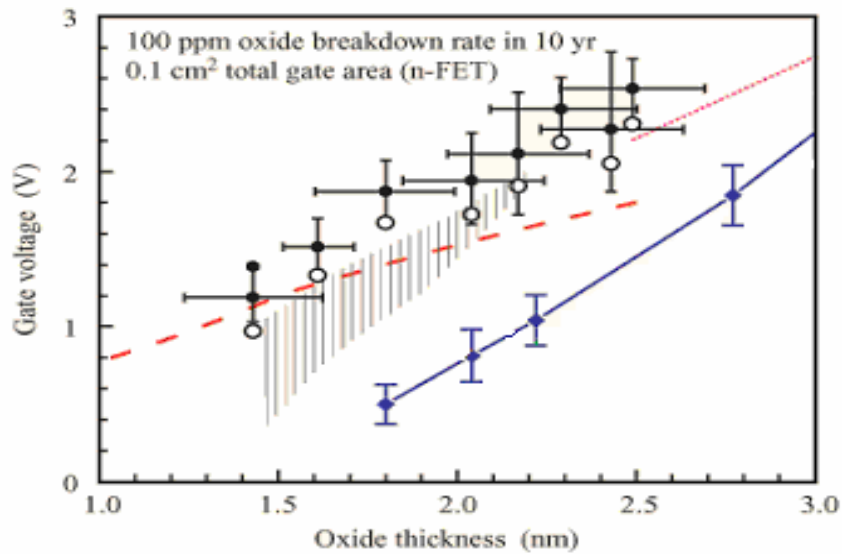 3
100 ppm oxide breakdown rate in 10 yr
0.1 cm² total gate area (n-FET)
2
Gate voltage (V)
1
0
1.0 1.5 2.0 2.5 3.0
Oxide thickness (nm)